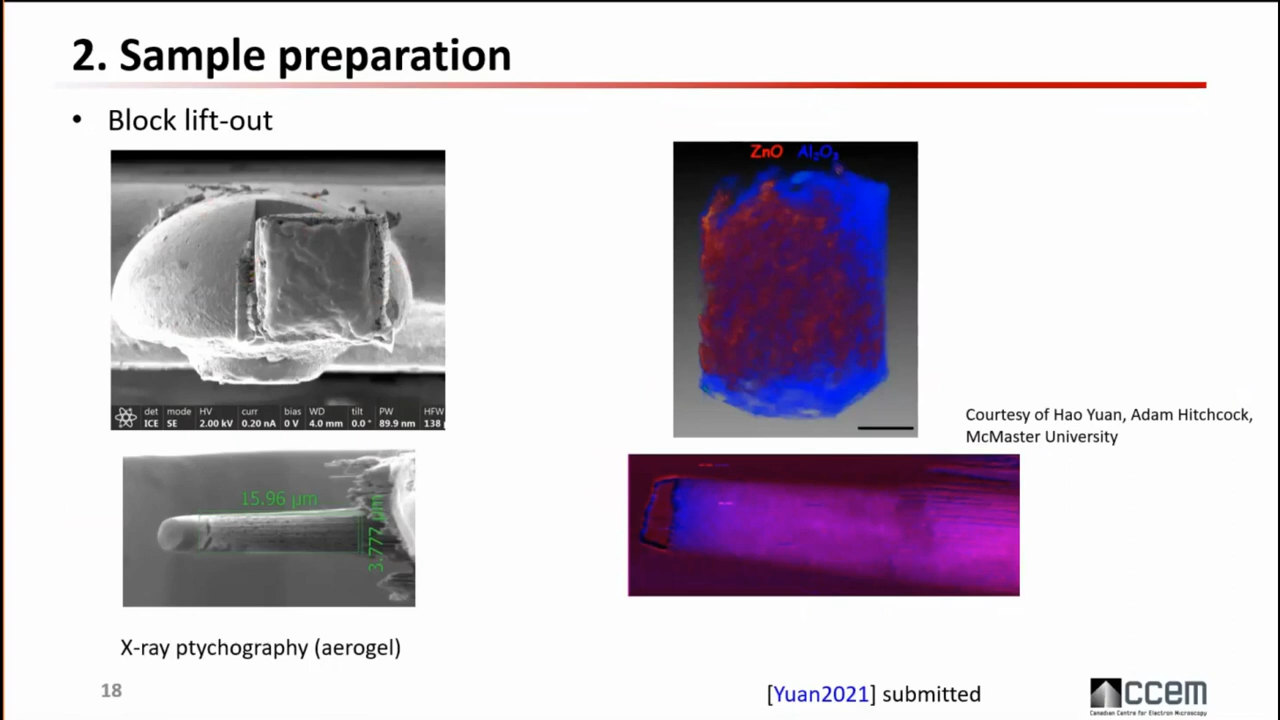 2. Sample preparation
• Block lift-out
ZnO Al₂O₃
det mode HV curr bias WD tilt PW HFW
ICE SE 2.00 kV 0.20 nA 0 V 4.0 mm 0.0 ° 89.9 nm 138
Courtesy of Hao Yuan, Adam Hitchcock,
McMaster University
15.96 µm
3.777 µm
X-ray ptychography (aerogel)
18
[Yuan2021] submitted
ccem
Canadian Centre for Electron Microscopy